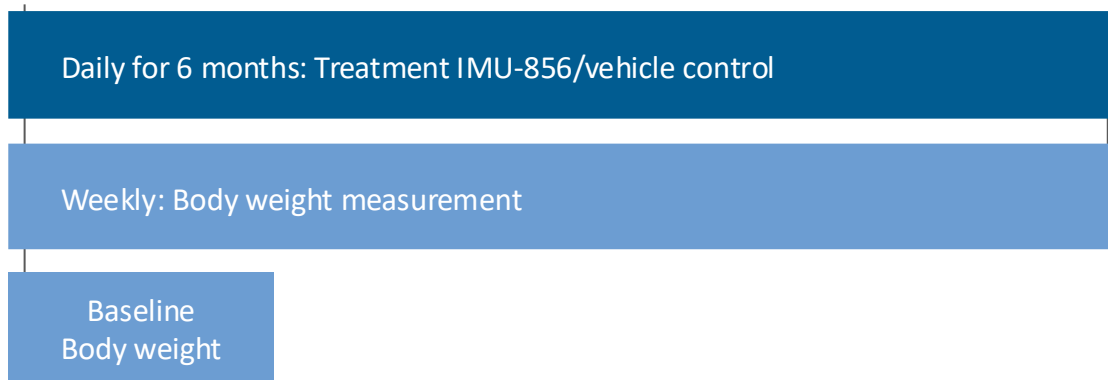 Daily for 6 months: Treatment IMU-856/vehicle control
Weekly: Body weight measurement
Baseline
Body weight